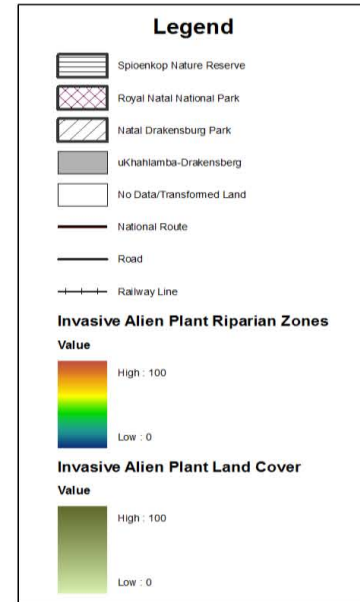 Legend
Spioenkop Nature Reserve
Royal Natal National Park
Natal Drakensburg Park
uKhahlamba-Drakensberg
No Data/Transformed Land
National Route
Road
Railway Line
Invasive Alien Plant Riparian Zones
Value
High : 100
Low : 0
Invasive Alien Plant Land Cover
Value
High : 100
Low : 0